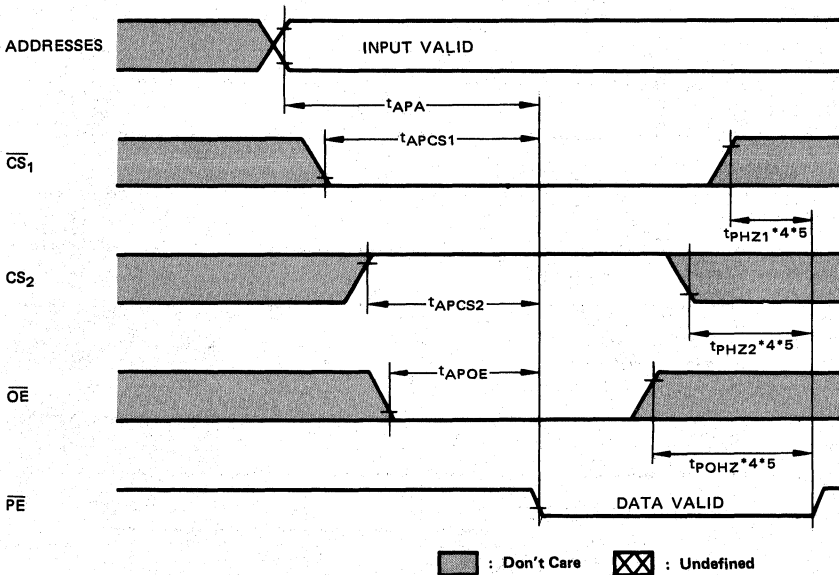 ADDRESSES
INPUT VALID
tAPA
tAPCS1
CS1
tPHZ1*4*5
CS2
tAPCS2
tPHZ2*4*5
tAPOE
OE
tPOHZ*4*5
PE
DATA VALID
: Don't Care : Undefined